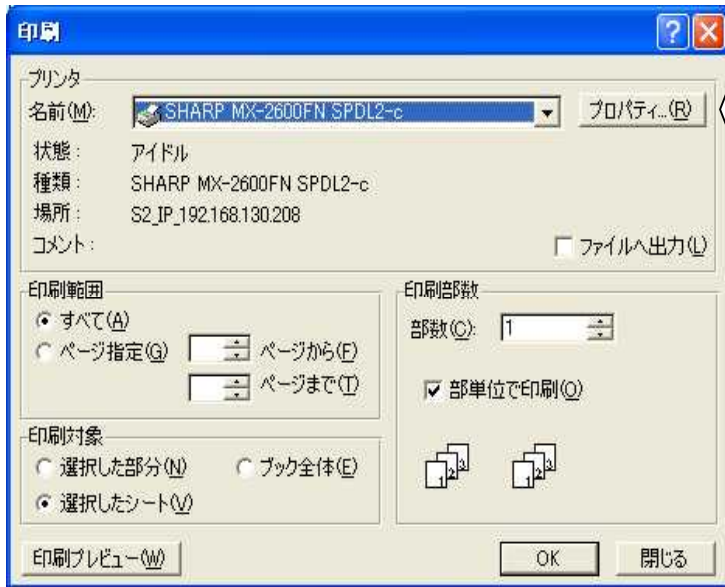 印刷
プリンタ
名前(M): SHARP MX-2600FN SPDL2-c プロパティ...(R)
状態: アイドル
種類: SHARP MX-2600FN SPDL2-c
場所: S2_IP_192.168.130.208
コメント: ファイルへ出力(L)
印刷範囲
すべて(A)
ページ指定(G) ページから(F)
ページまで(T)
印刷部数
部数(C): 1
部単位で印刷(O)
1 2 3 1 2 3
印刷対象
選択した部分(N) ブック全体(E)
選択したシート(V)
印刷プレビュー(W) OK 閉じる